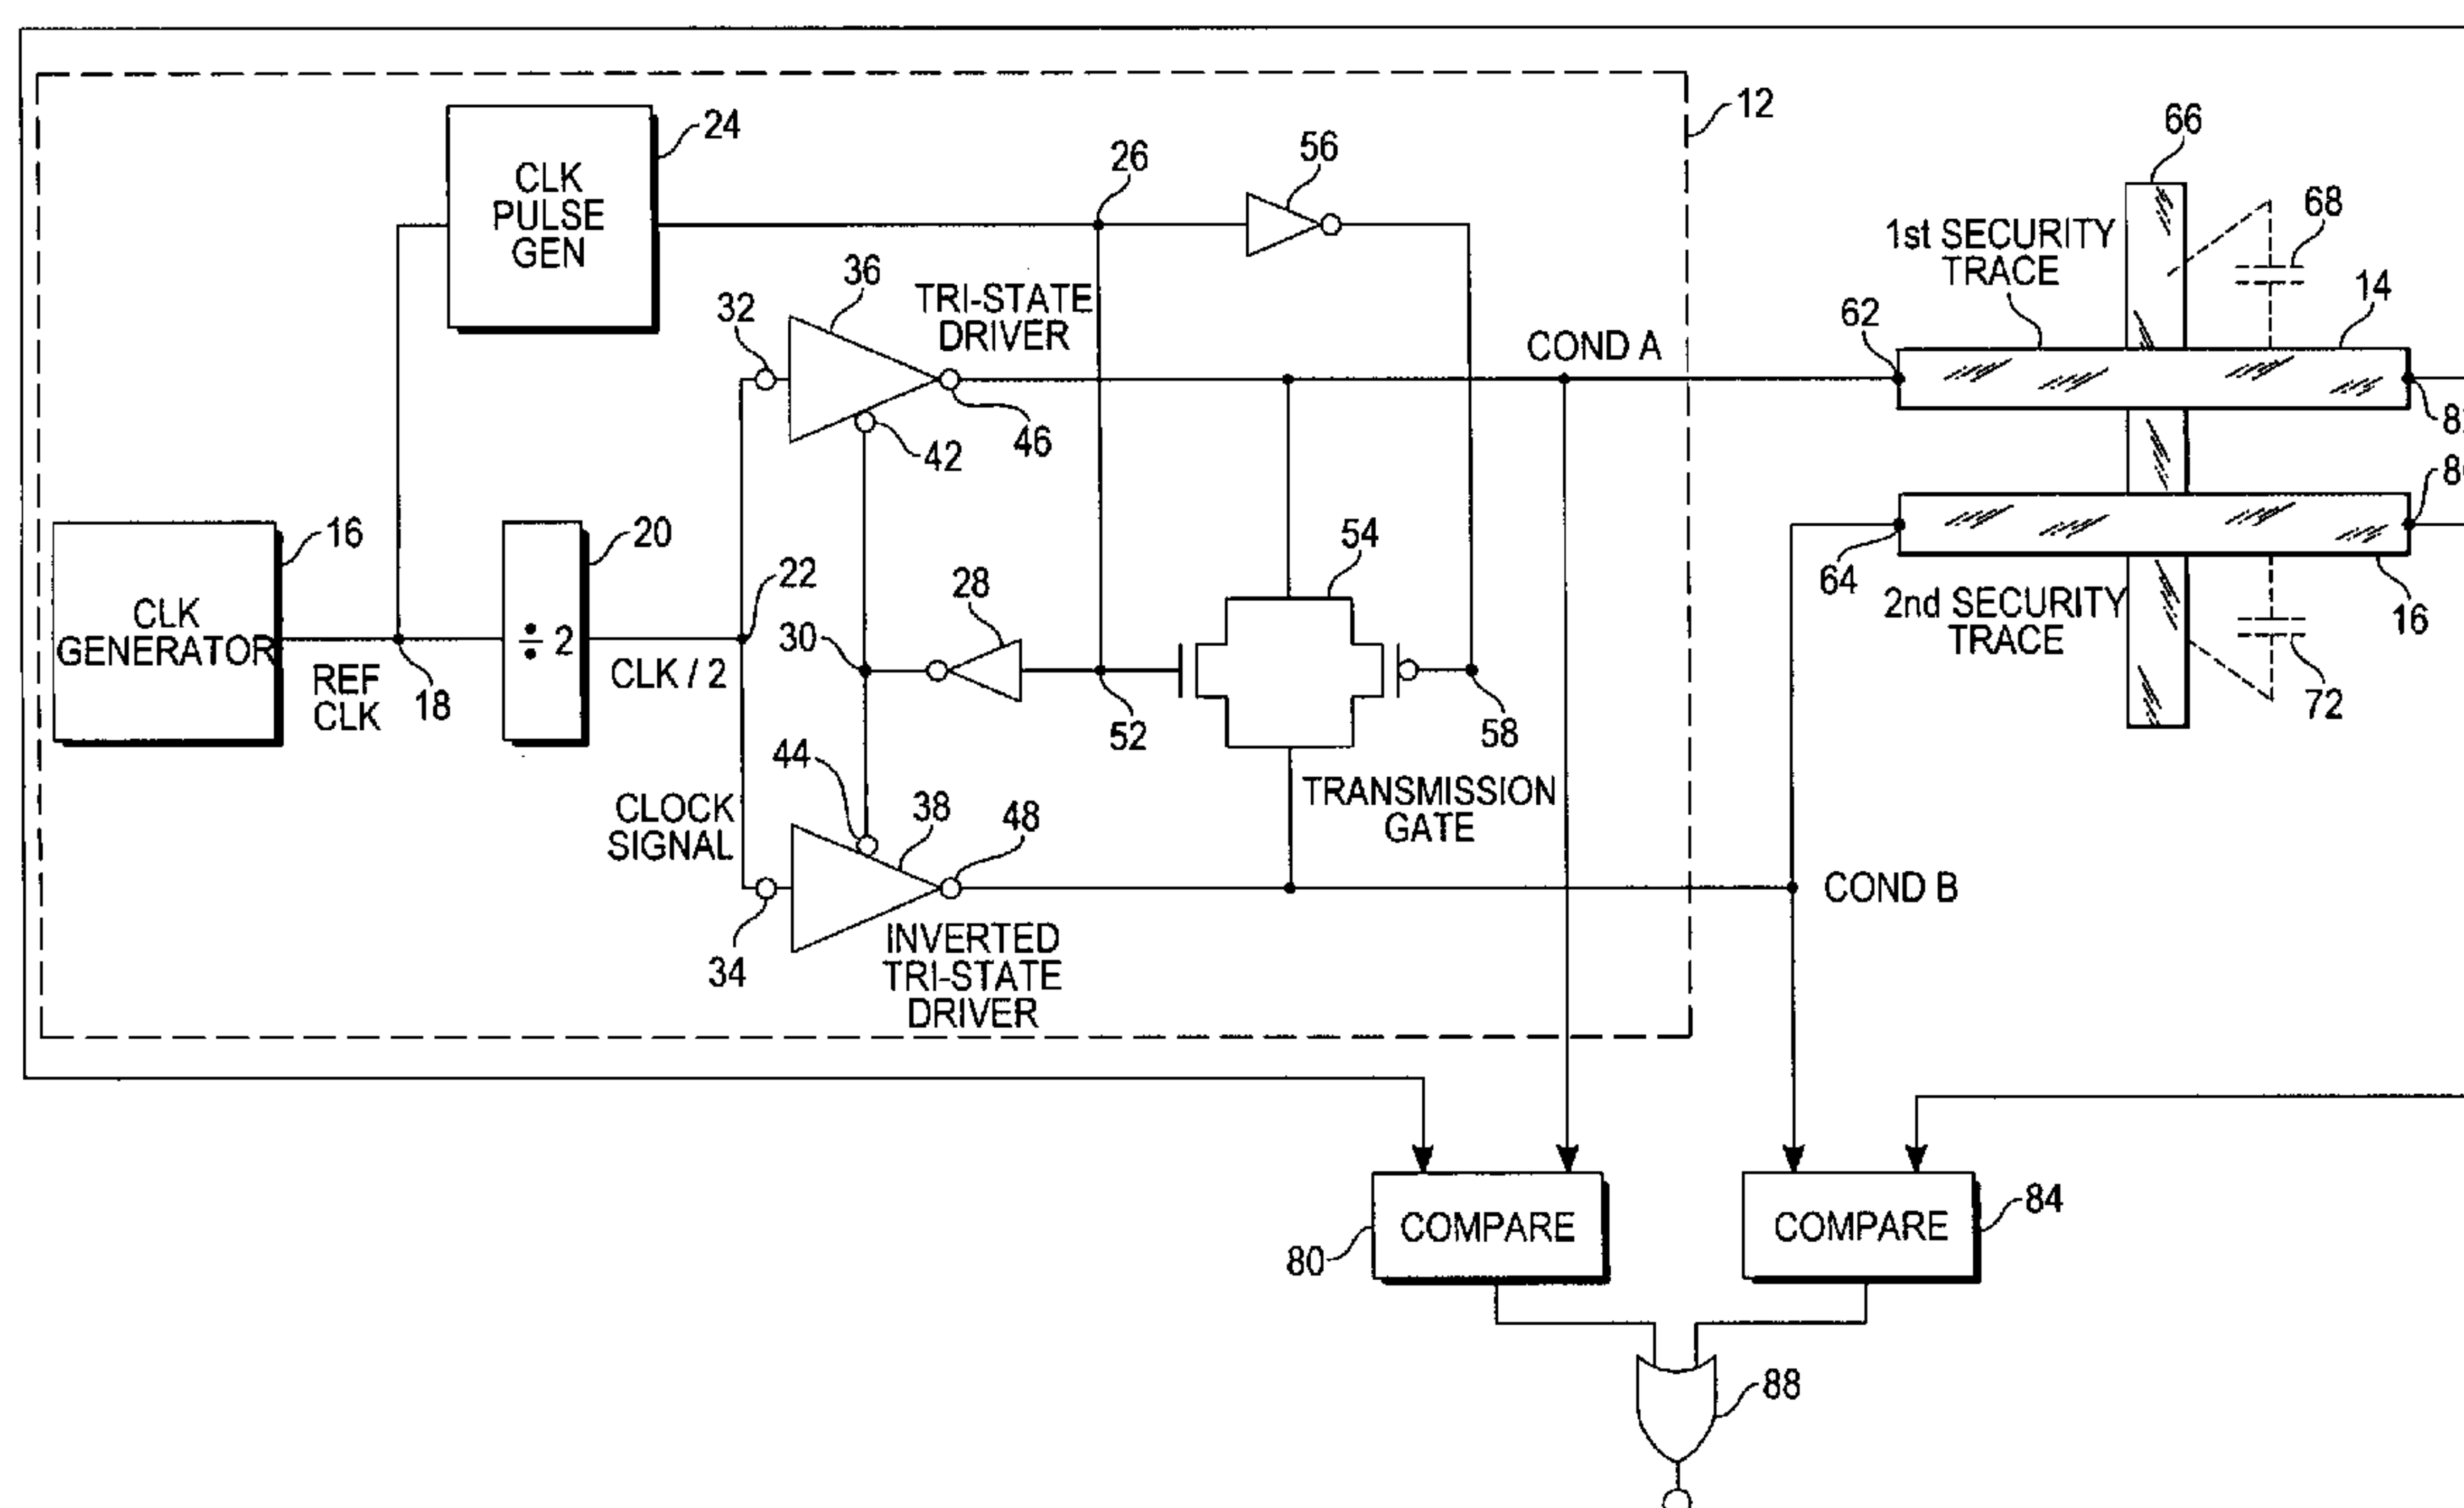 12
24
CLK
PULSE
GEN
26
56
66
68
1st SECURITY
TRACE
14
62
36
TRI-STATE
DRIVER
32
COND A
42
46
16
CLK
GENERATOR
REF
CLK
18
20
÷ 2
CLK / 2
22
30
28
52
54
58
64
2nd SECURITY
TRACE
16
72
44
CLOCK
SIGNAL
38
48
TRANSMISSION
GATE
34
INVERTED
TRI-STATE
DRIVER
COND B
80
COMPARE
COMPARE
84
88